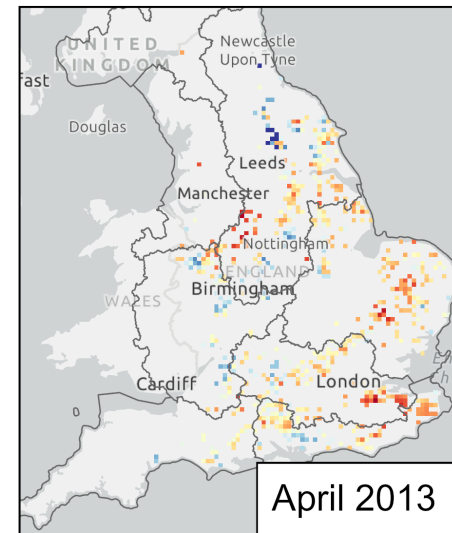 UNITED
KINGDOM
Newcastle
Upon Tyne
fast
Douglas
Leeds
Manchester
Nottingham
ENGLAND
Birmingham
WALES
Cardiff
London
April 2013